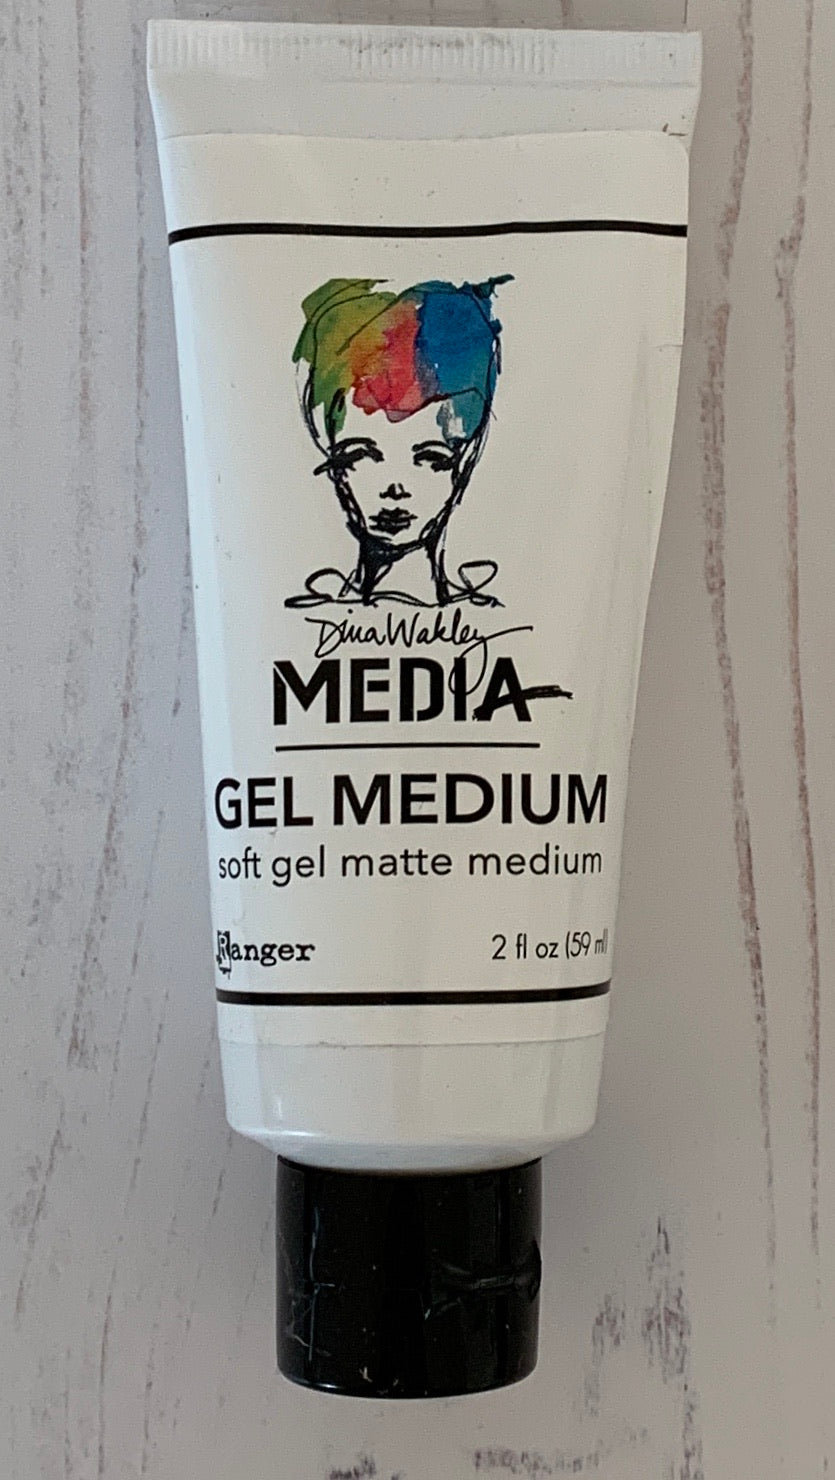 Dina Wakley
MEDIA
GEL MEDIUM
soft gel matte medium
Ranger 2 fl oz (59 ml)